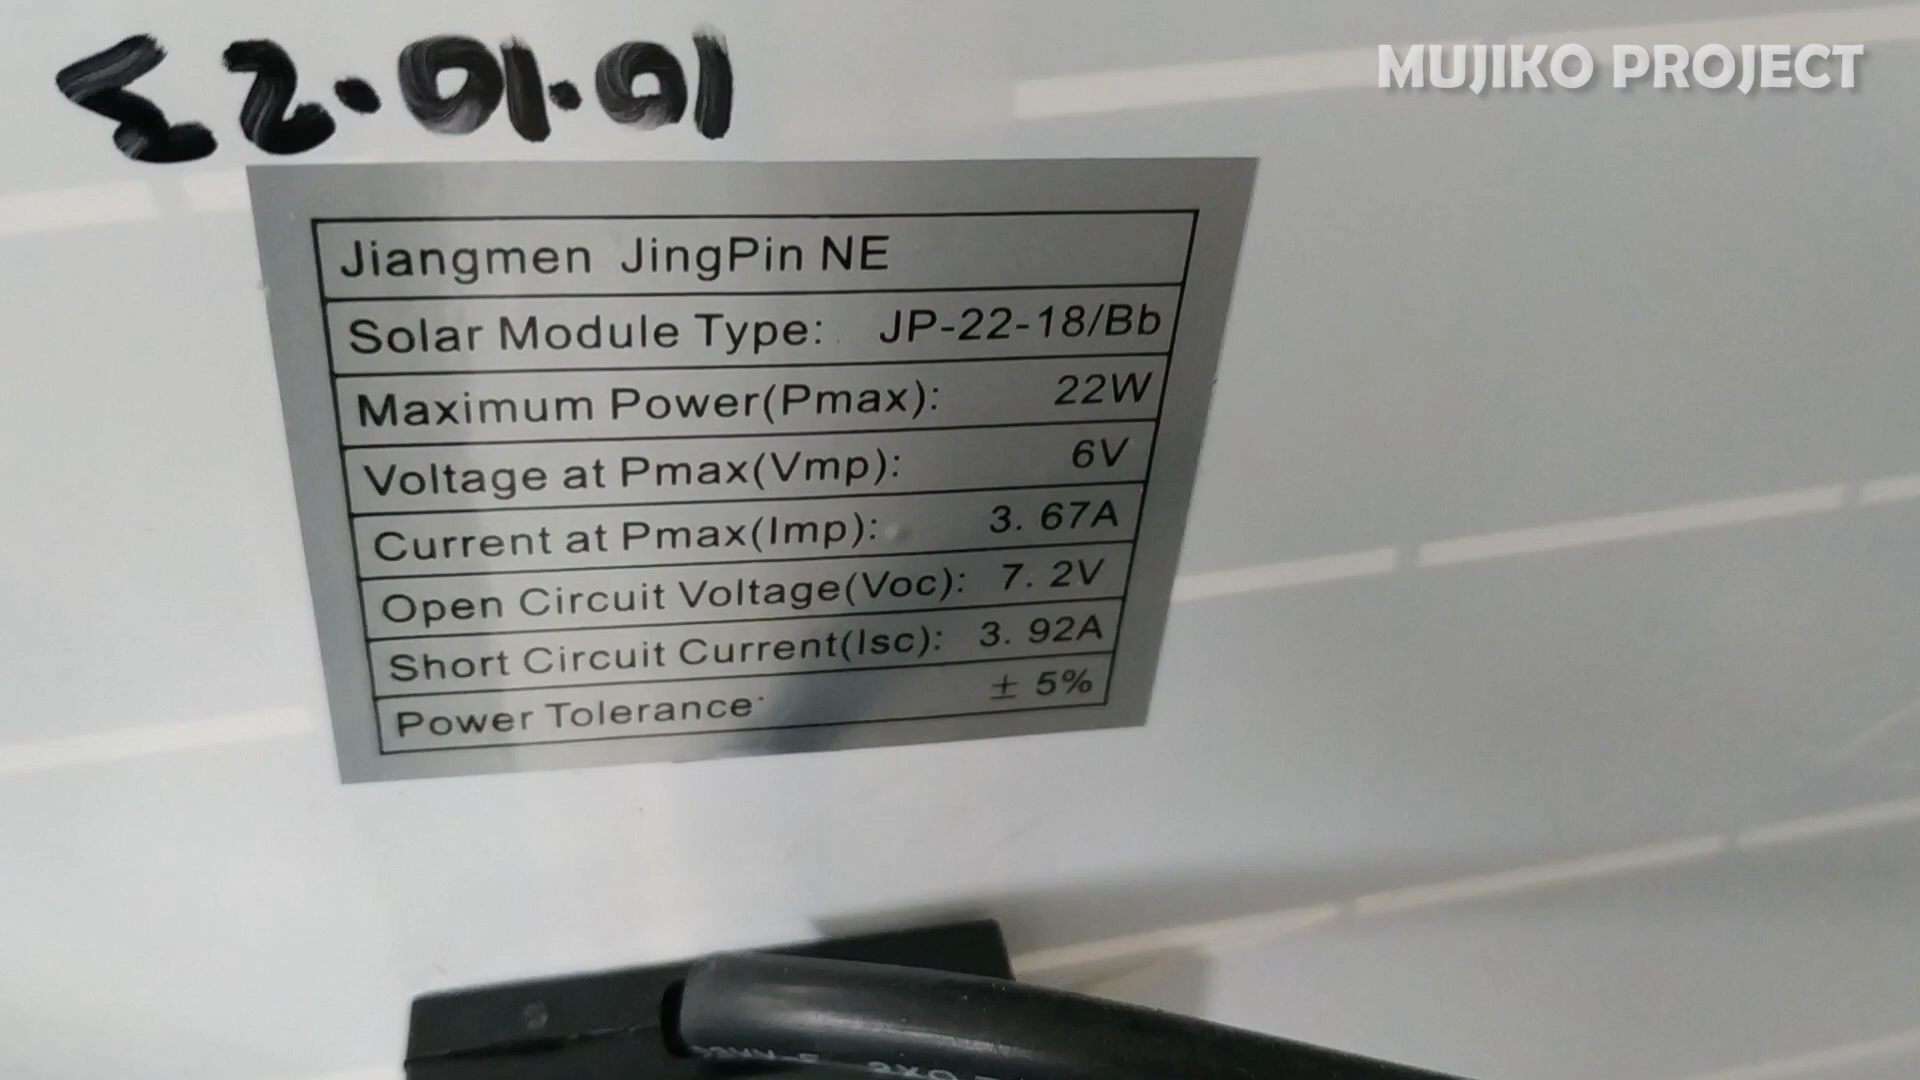 22.01.01
MUJIKO PROJECT
Jiangmen JingPin NE
Solar Module Type: JP-22-18/Bb
Maximum Power(Pmax): 22W
Voltage at Pmax(Vmp): 6V
Current at Pmax(Imp): 3. 67A
Open Circuit Voltage(Voc): 7. 2V
Short Circuit Current(Isc): 3. 92A
Power Tolerance: ± 5%